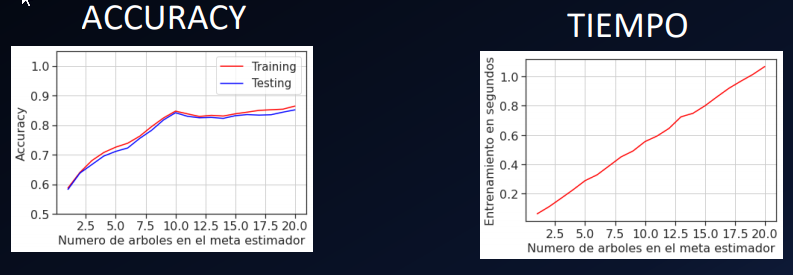 ACCURACY
1.0
0.9
0.8
0.7
0.6
0.5
Accuracy
Training
Testing
2.5 5.0 7.5 10.0 12.5 15.0 17.5 20.0
Numero de arboles en el meta estimador
TIEMPO
1.0
0.8
0.6
0.4
0.2
Entrenamiento en segundos
2.5 5.0 7.5 10.0 12.5 15.0 17.5 20.0
Numero de arboles en el meta estimador